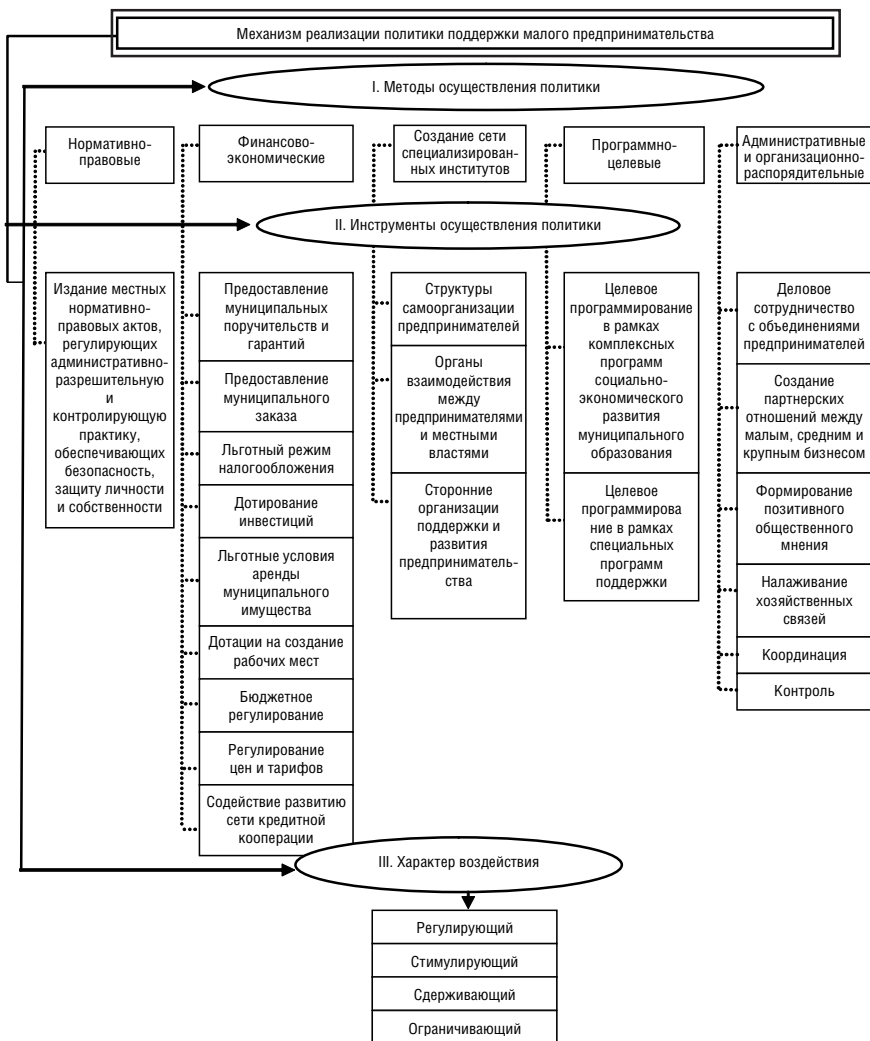 Механизм реализации политики поддержки малого предпринимательства
I. Методы осуществления политики
Нормативно-
правовые
Финансово-
экономические
Создание сети
специализирован-
ных институтов
Программно-
целевые
Административные
и организационно-
распорядительные
II. Инструменты осуществления политики
Издание местных
нормативно-
правовых актов,
регулирующих
административно-
разрешительную
и
контролирующую
практику,
обеспечивающих
безопасность,
защиту личности
и собственности
Предоставление
муниципальных
поручительств и
гарантий
Предоставление
муниципального
заказа
Льготный режим
налогообложения
Дотирование
инвестиций
Льготные условия
аренды
муниципального
имущества
Дотации на создание
рабочих мест
Бюджетное
регулирование
Регулирование
цен и тарифов
Содействие развитию
сети кредитной
кооперации
Структуры
самоорганизации
предпринимателей
Органы
взаимодействия
между
предпринимателями
и местными
властями
Сторонние
организации
поддержки и
развития
предприниматель-
ства
Целевое
программирование
в рамках
комплексных
программ
социально-
экономического
развития
муниципального
образования
Целевое
программирова
ние в рамках
специальных
программ
поддержки
Деловое
сотрудничество
с объединениями
предпринимателей
Создание
партнерских
отношений между
малым, средним и
крупным бизнесом
Формирование
позитивного
общественного
мнения
Налаживание
хозяйственных
связей
Координация
Контроль
III. Характер воздействия
Регулирующий
Стимулирующий
Сдерживающий
Ограничивающий